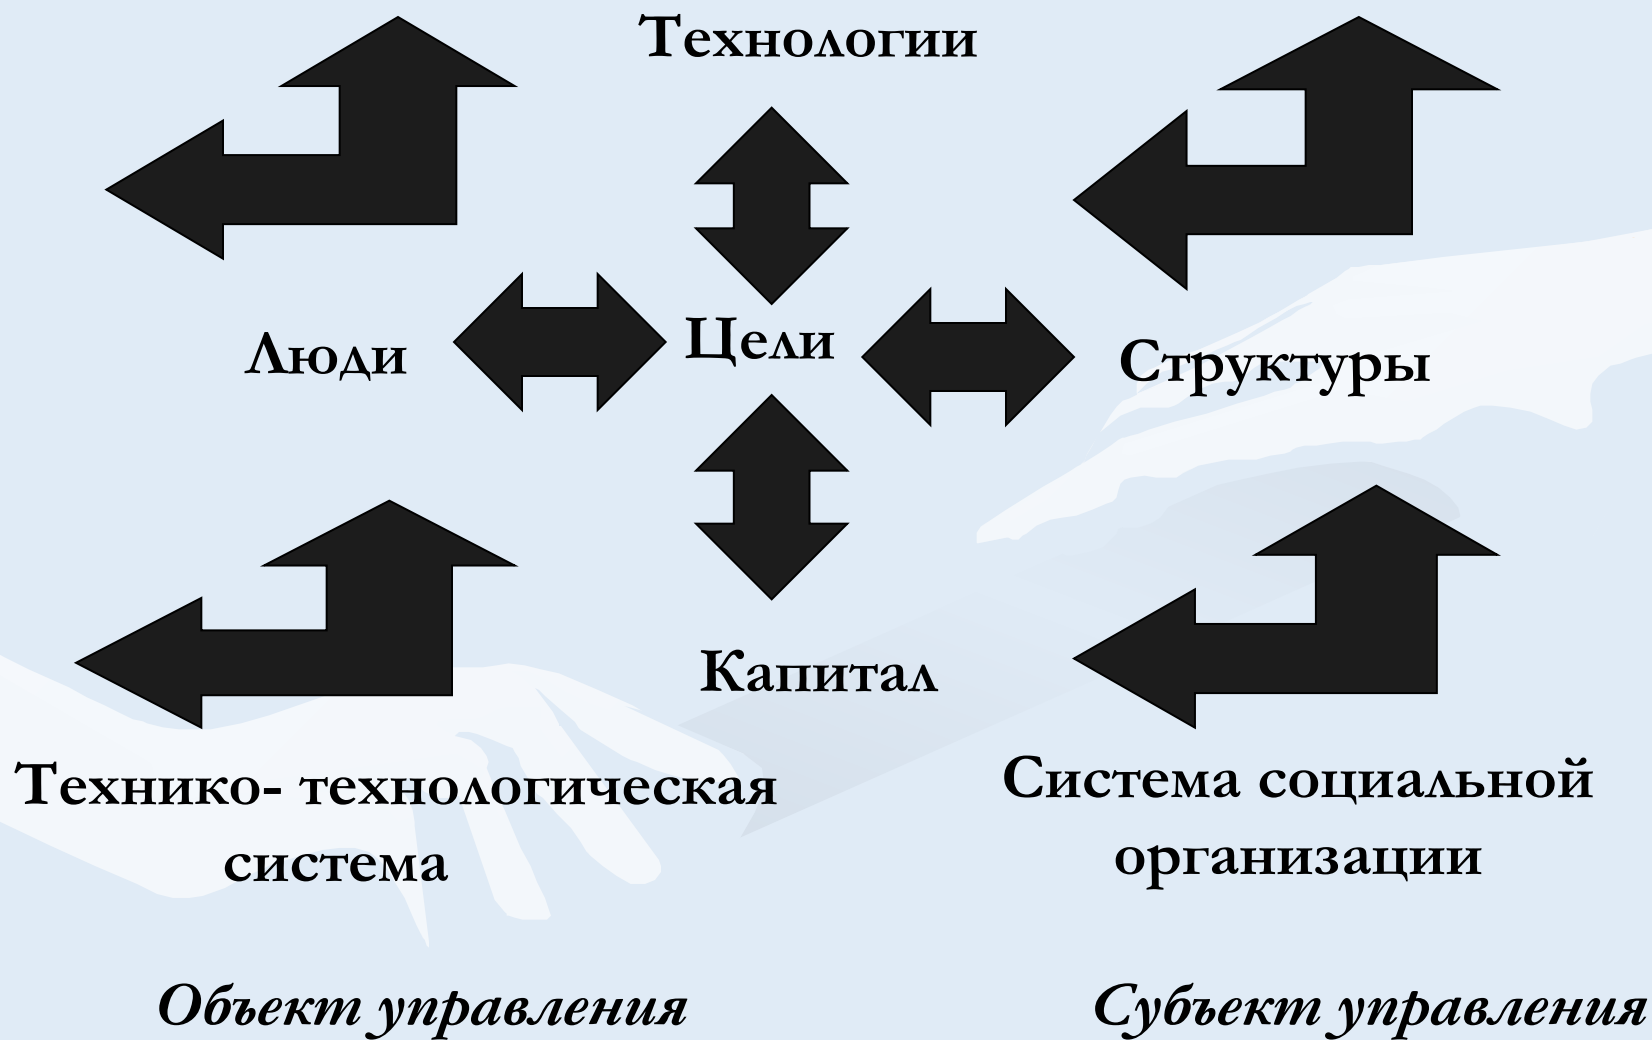 Технологии
Люди
Цели
Структуры
Капитал
Технико- технологическая
система
Система социальной
организации
Объект управления
Субъект управления